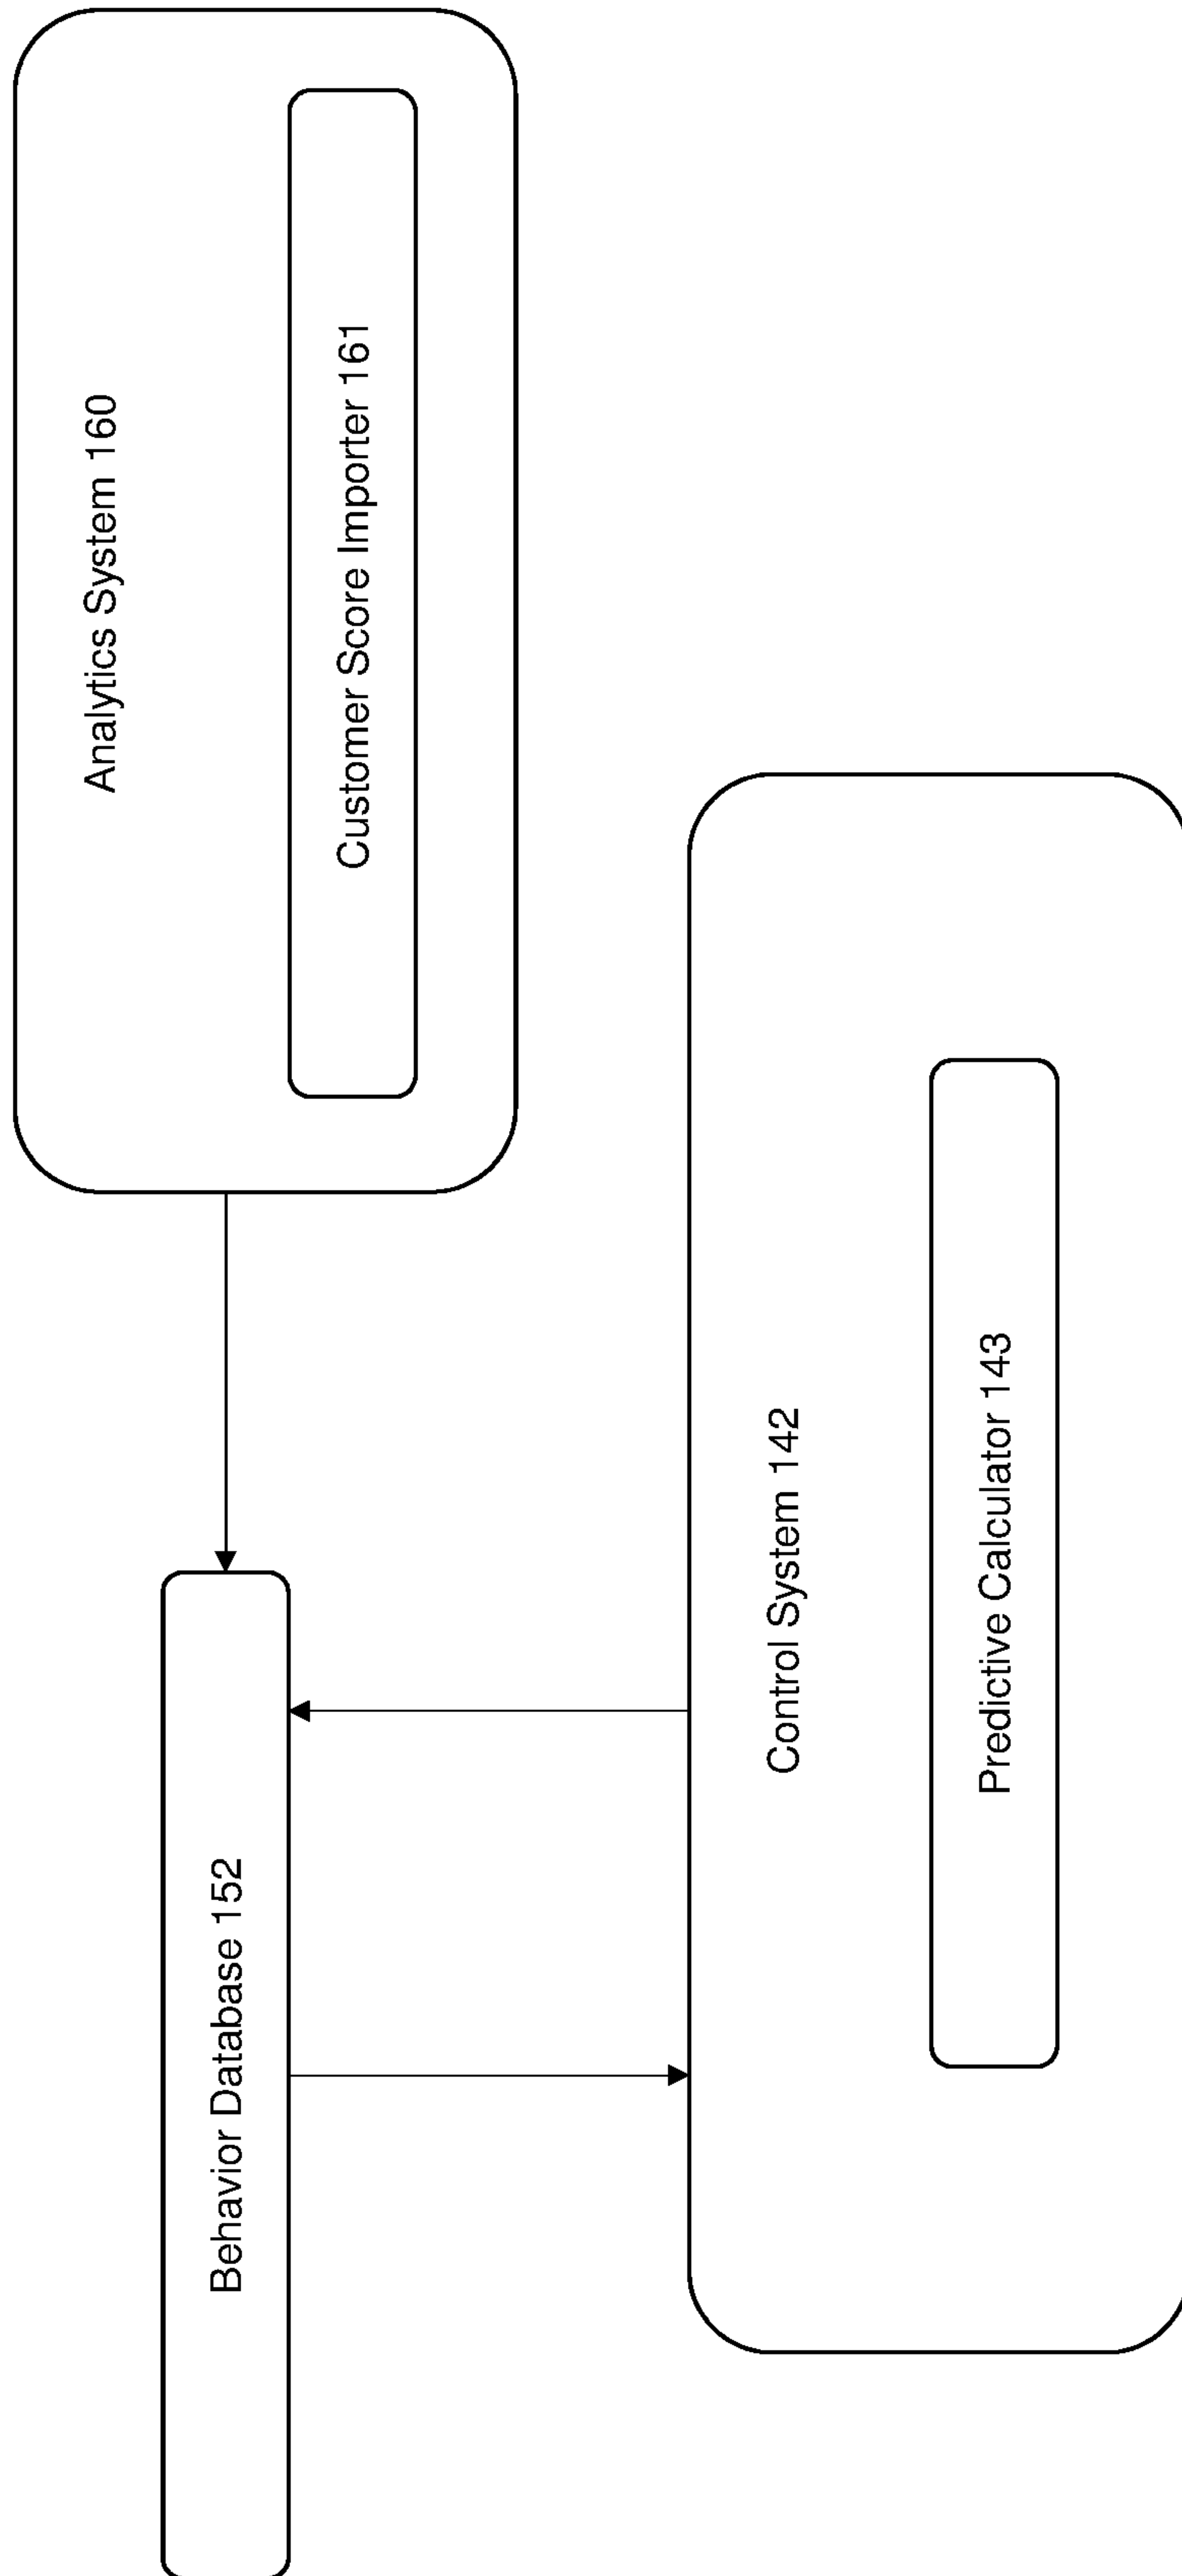 Behavior Database 152
Analytics System 160
Customer Score Importer 161
Control System 142
Predictive Calculator 143